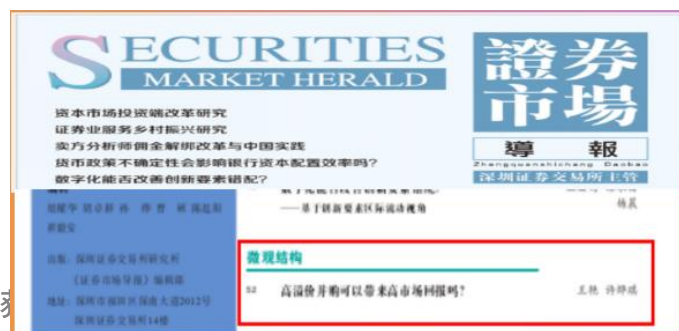 SECURITIES
MARKET HERALD
證券
市場
導報
Zhengquanshichang Daobao
深圳证券交易所主管
资本市场投资端改革研究
证券业服务乡村振兴研究
卖方分析师佣金解绑改革与中国实践
货币政策不确定性会影响银行资本配置效率吗?
数字化能否改善创新要素错配?
——基于创新要素区际流动视角
杨晨
出版: 深圳证券交易所研究所
《证券市场导报》编辑部
地址: 深圳市福田区深南大道2012号
深圳证券交易所14楼
微观结构
52 高溢价并购可以带来高市场回报吗?